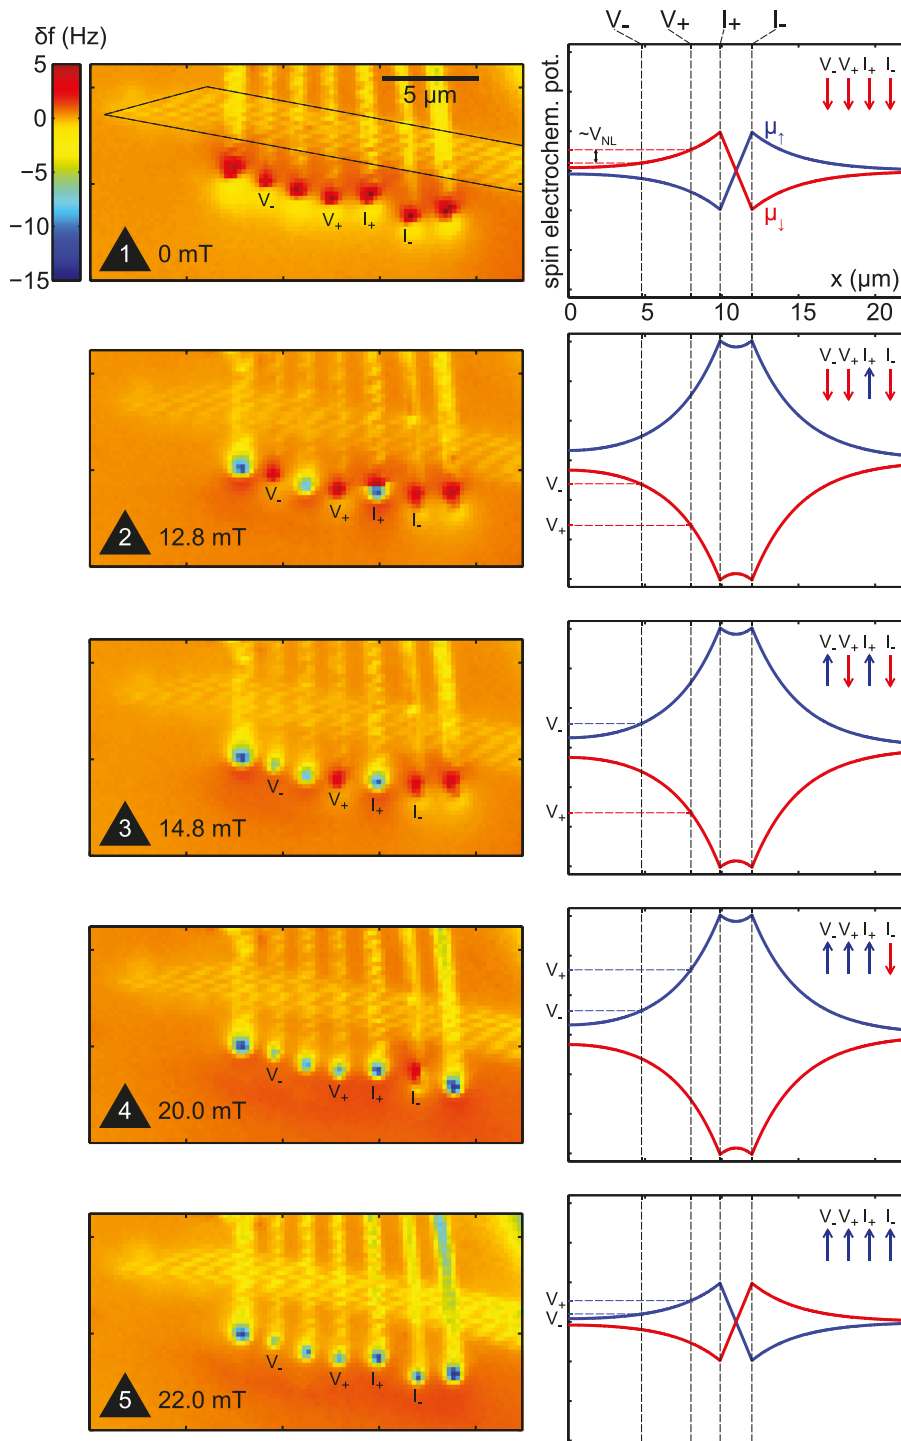 δf (Hz)
5
0
−5
−10
−15
5 µm
V₋
V₊
I₊
I₋
1
0 mT
V₋ V₊ I₊ I₋
V₋ V₊ I₊ I₋
~V_NL
µ↑
µ↓
spin electrochem. pot.
x (µm)
0 5 10 15 20
V₋
V₊
I₊
I₋
2
12.8 mT
V₋ V₊ I₊ I₋
V₋
V₊
V₋
V₊
I₊
I₋
3
14.8 mT
V₋ V₊ I₊ I₋
V₋
V₊
V₋
V₊
I₊
I₋
4
20.0 mT
V₋ V₊ I₊ I₋
V₊
V₋
V₋
V₊
I₊
I₋
5
22.0 mT
V₋ V₊ I₊ I₋
V₊
V₋